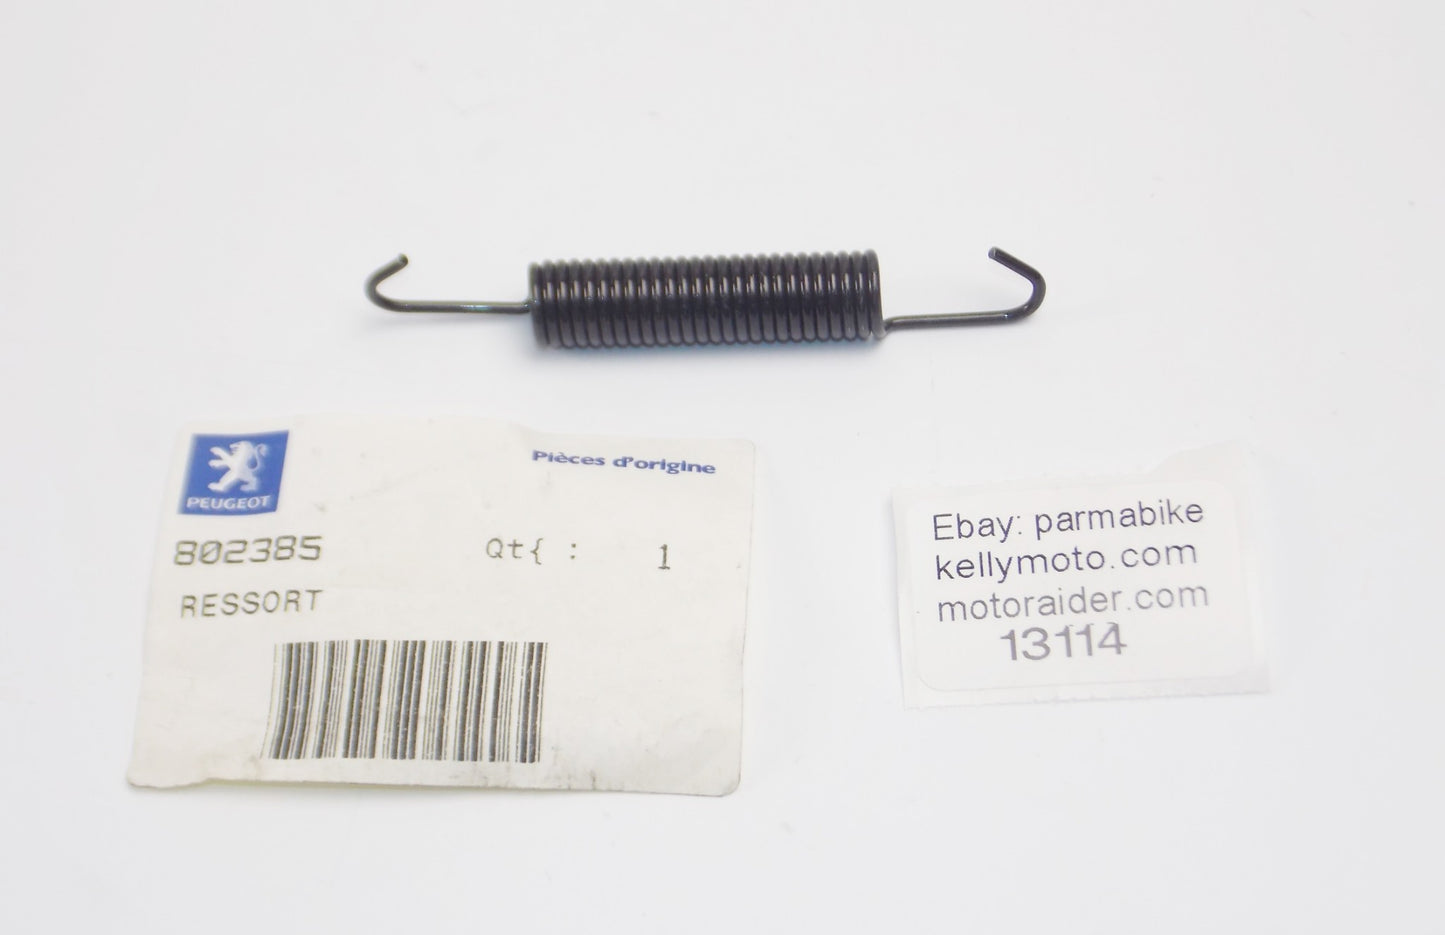 PEUGEOT
Pièces d'origine
802385 Qt{ : 1
RESSORT
Ebay: parmabike
kellymoto.com
motoraider.com
13114